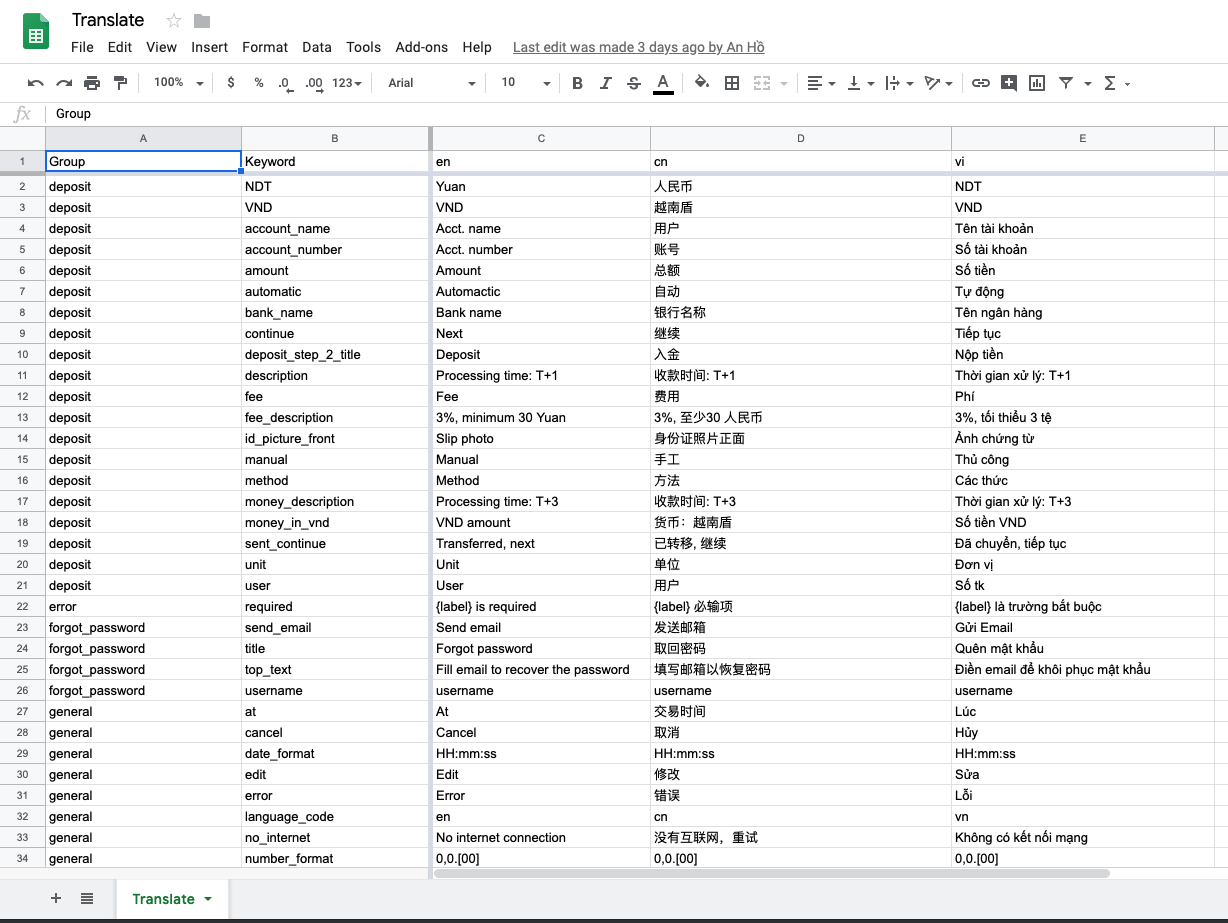 Translate
File Edit View Insert Format Data Tools Add-ons Help Last edit was made 3 days ago by An Hồ
100% $ % .0 .00 123 Arial 10 B I S A Σ
fx Group
A B C D E
1 Group Keyword en cn vi
2 deposit NDT Yuan 人民币 NDT
3 deposit VND VND 越南盾 VND
4 deposit account_name Acct. name 用户 Tên tài khoản
5 deposit account_number Acct. number 账号 Số tài khoản
6 deposit amount Amount 总额 Số tiền
7 deposit automatic Automactic 自动 Tự động
8 deposit bank_name Bank name 银行名称 Tên ngân hàng
9 deposit continue Next 继续 Tiếp tục
10 deposit deposit_step_2_title Deposit 入金 Nộp tiền
11 deposit description Processing time: T+1 收款时间: T+1 Thời gian xử lý: T+1
12 deposit fee Fee 费用 Phí
13 deposit fee_description 3%, minimum 30 Yuan 3%, 至少30 人民币 3%, tối thiểu 3 tệ
14 deposit id_picture_front Slip photo 身份证照片正面 Ảnh chứng từ
15 deposit manual Manual 手工 Thủ công
16 deposit method Method 方法 Các thức
17 deposit money_description Processing time: T+3 收款时间: T+3 Thời gian xử lý: T+3
18 deposit money_in_vnd VND amount 货币：越南盾 Số tiền VND
19 deposit sent_continue Transferred, next 已转移, 继续 Đã chuyển, tiếp tục
20 deposit unit Unit 单位 Đơn vị
21 deposit user User 用户 Số tk
22 error required {label} is required {label} 必输项 {label} là trường bắt buộc
23 forgot_password send_email Send email 发送邮箱 Gửi Email
24 forgot_password title Forgot password 取回密码 Quên mật khẩu
25 forgot_password top_text Fill email to recover the password 填写邮箱以恢复密码 Điền email để khôi phục mật khẩu
26 forgot_password username username username username
27 general at At 交易时间 Lúc
28 general cancel Cancel 取消 Hủy
29 general date_format HH:mm:ss HH:mm:ss HH:mm:ss
30 general edit Edit 修改 Sửa
31 general error Error 错误 Lỗi
32 general language_code en cn vn
33 general no_internet No internet connection 没有互联网，重试 Không có kết nối mạng
34 general number_format 0,0.[00] 0,0.[00] 0,0.[00]
Translate